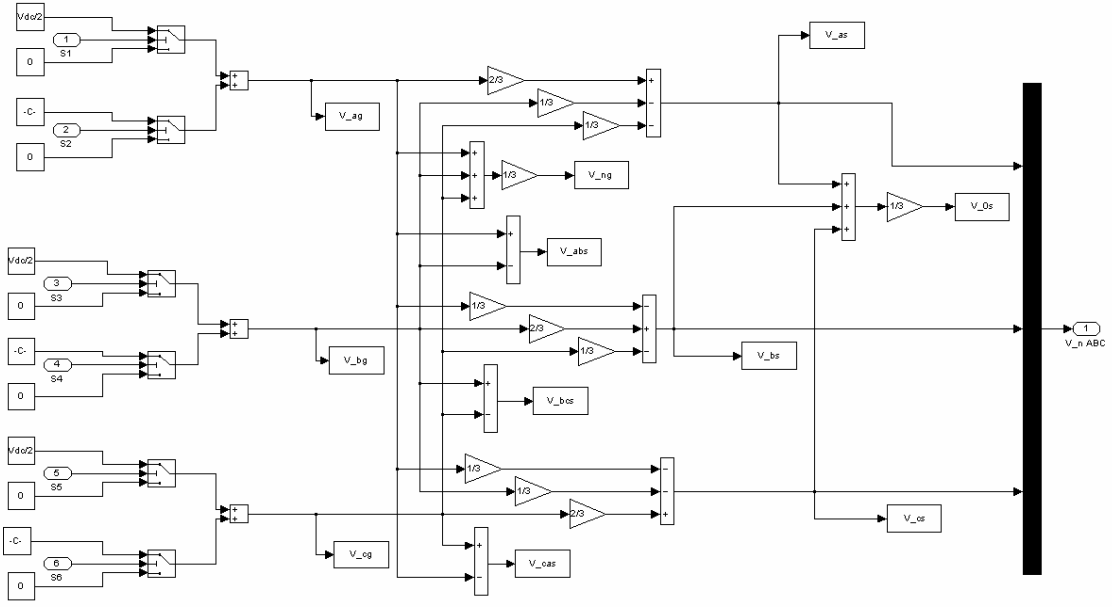 Vdc/2
1
S1
0
+
+
-C-
2
S2
0
V_ag
2/3
1/3
1/3
+
−
−
V_as
+
+
+
1/3
V_ng
+
+
+
1/3
V_0s
+
−
V_abs
Vdc/2
3
S3
0
+
+
-C-
4
S4
0
V_bg
1/3
2/3
1/3
−
+
−
V_bs
1
V_n ABC
+
−
V_bcs
Vdc/2
5
S5
0
+
+
-C-
6
S6
0
V_cg
1/3
1/3
2/3
−
−
+
V_cs
+
−
V_cas